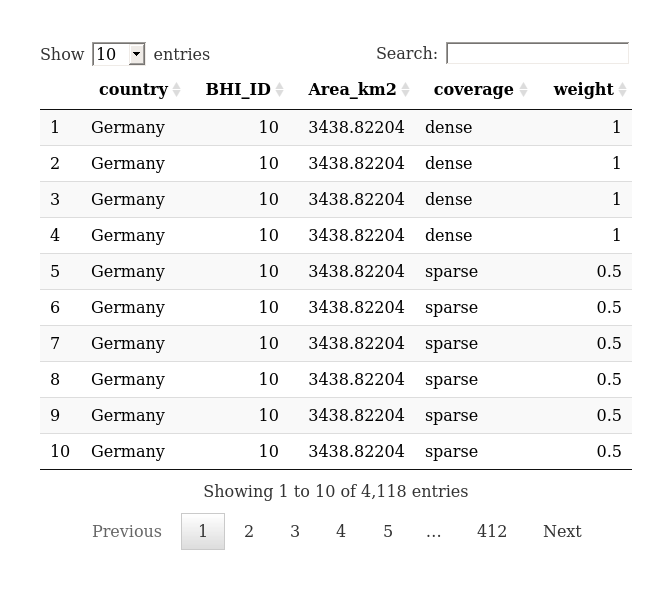 Show 10 entries Search:
country BHI_ID Area_km2 coverage weight
1 Germany 10 3438.82204 dense 1
2 Germany 10 3438.82204 dense 1
3 Germany 10 3438.82204 dense 1
4 Germany 10 3438.82204 dense 1
5 Germany 10 3438.82204 sparse 0.5
6 Germany 10 3438.82204 sparse 0.5
7 Germany 10 3438.82204 sparse 0.5
8 Germany 10 3438.82204 sparse 0.5
9 Germany 10 3438.82204 sparse 0.5
10 Germany 10 3438.82204 sparse 0.5
Showing 1 to 10 of 4,118 entries
Previous 1 2 3 4 5 … 412 Next